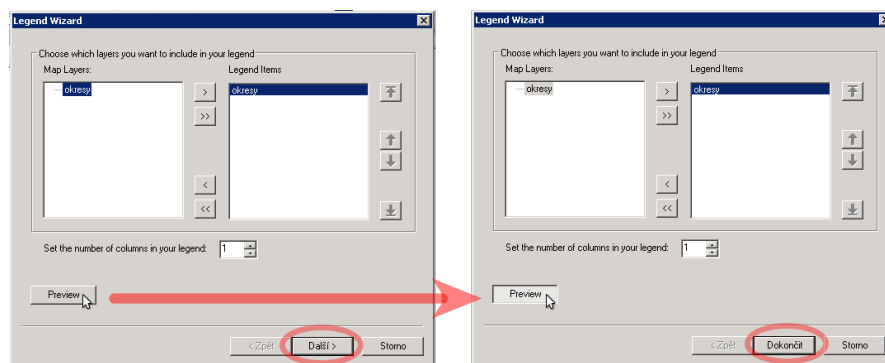 Legend Wizard
Choose which layers you want to include in your legend
Map Layers:
Legend Items
okresy
okresy
>
>>
<
<<
Set the number of columns in your legend:
1
Preview
< Zpět
Další >
Storno
Legend Wizard
Choose which layers you want to include in your legend
Map Layers:
Legend Items
okresy
okresy
>
>>
<
<<
Set the number of columns in your legend:
1
Preview
< Zpět
Dokončit
Storno